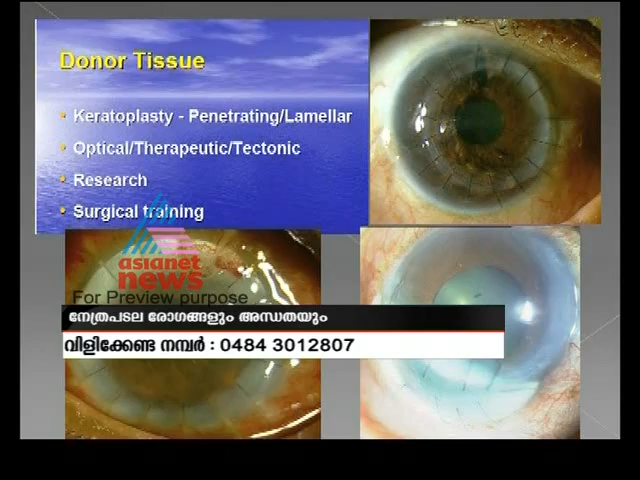 Donor Tissue
• Keratoplasty - Penetrating/Lamellar
• Optical/Therapeutic/Tectonic
• Research
• Surgical training
asianet
news
For Preview purpose
നേത്രപടല രോഗങ്ങളും അന്ധതയും
വിളിക്കേണ്ട നമ്പർ : 0484 3012807